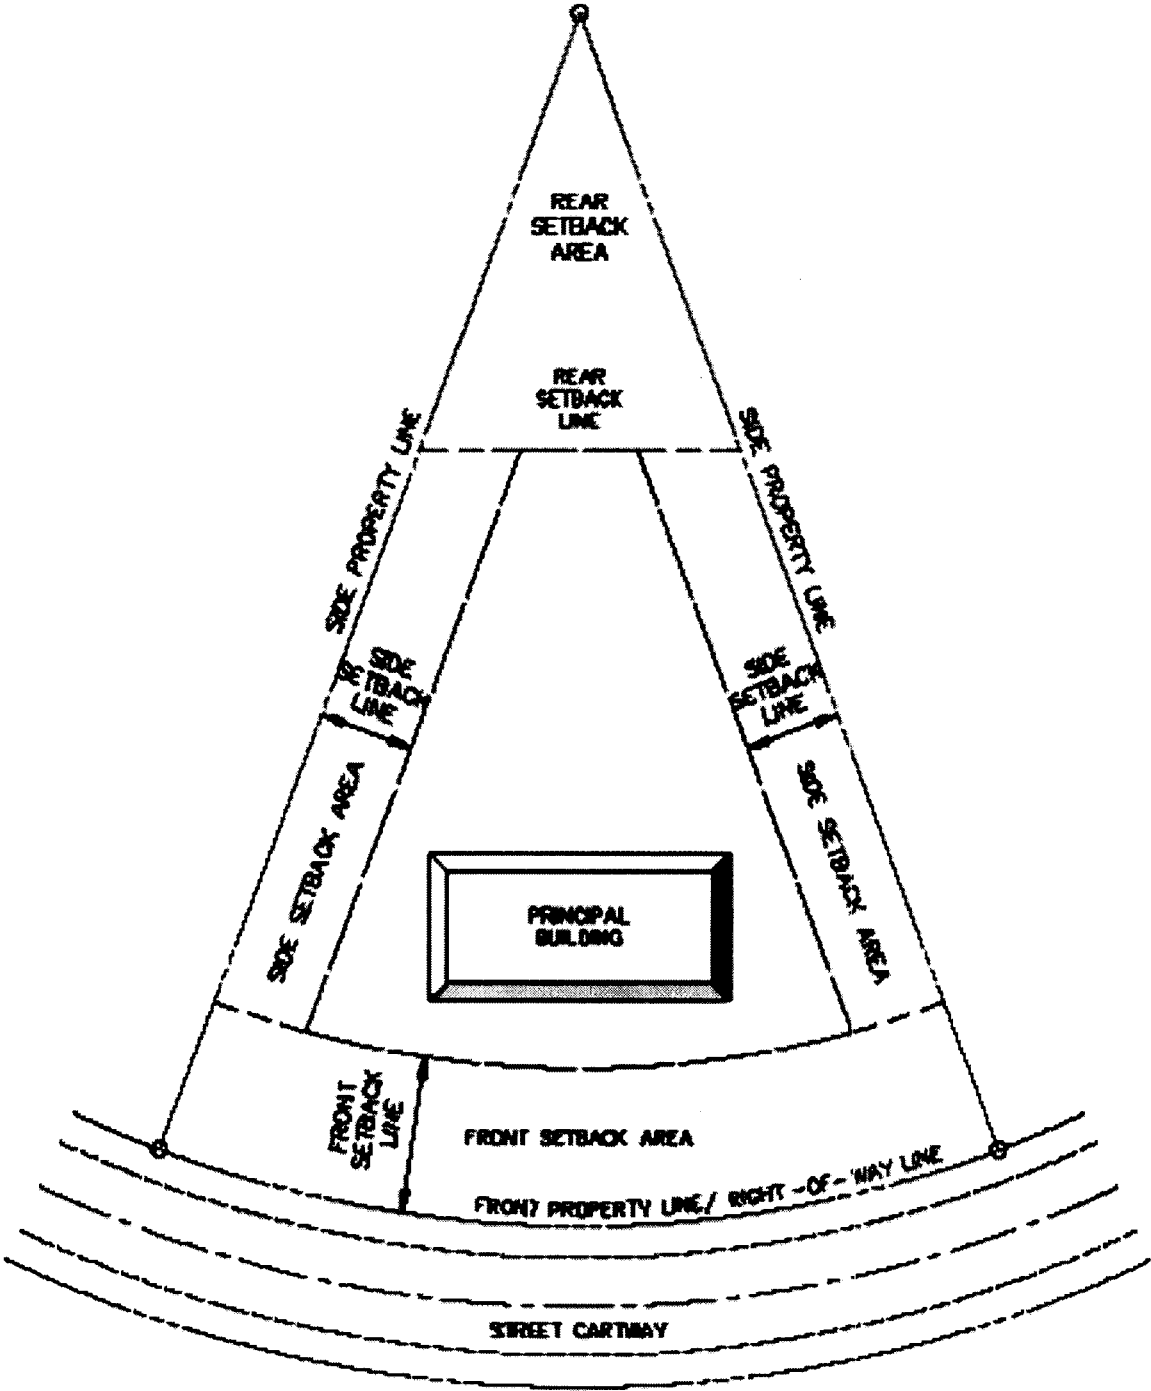 REAR
SETBACK
AREA
REAR
SETBACK
LINE
SIDE PROPERTY LINE
SIDE PROPERTY LINE
SIDE
SETBACK
LINE
SIDE
SETBACK
LINE
SIDE SETBACK AREA
SIDE SETBACK AREA
PRINCIPAL
BUILDING
FRONT
SETBACK
LINE
FRONT SETBACK AREA
FRONT PROPERTY LINE/ RIGHT-OF-WAY LINE
STREET CARTWAY